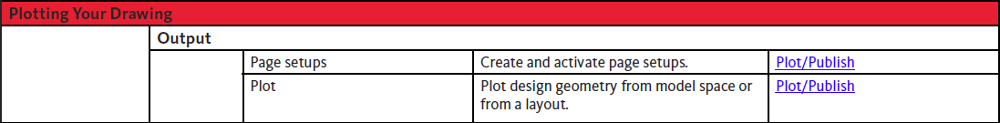 Plotting Your Drawing
Output
Page setups Create and activate page setups. Plot/Publish
Plot Plot design geometry from model space or Plot/Publish
from a layout.